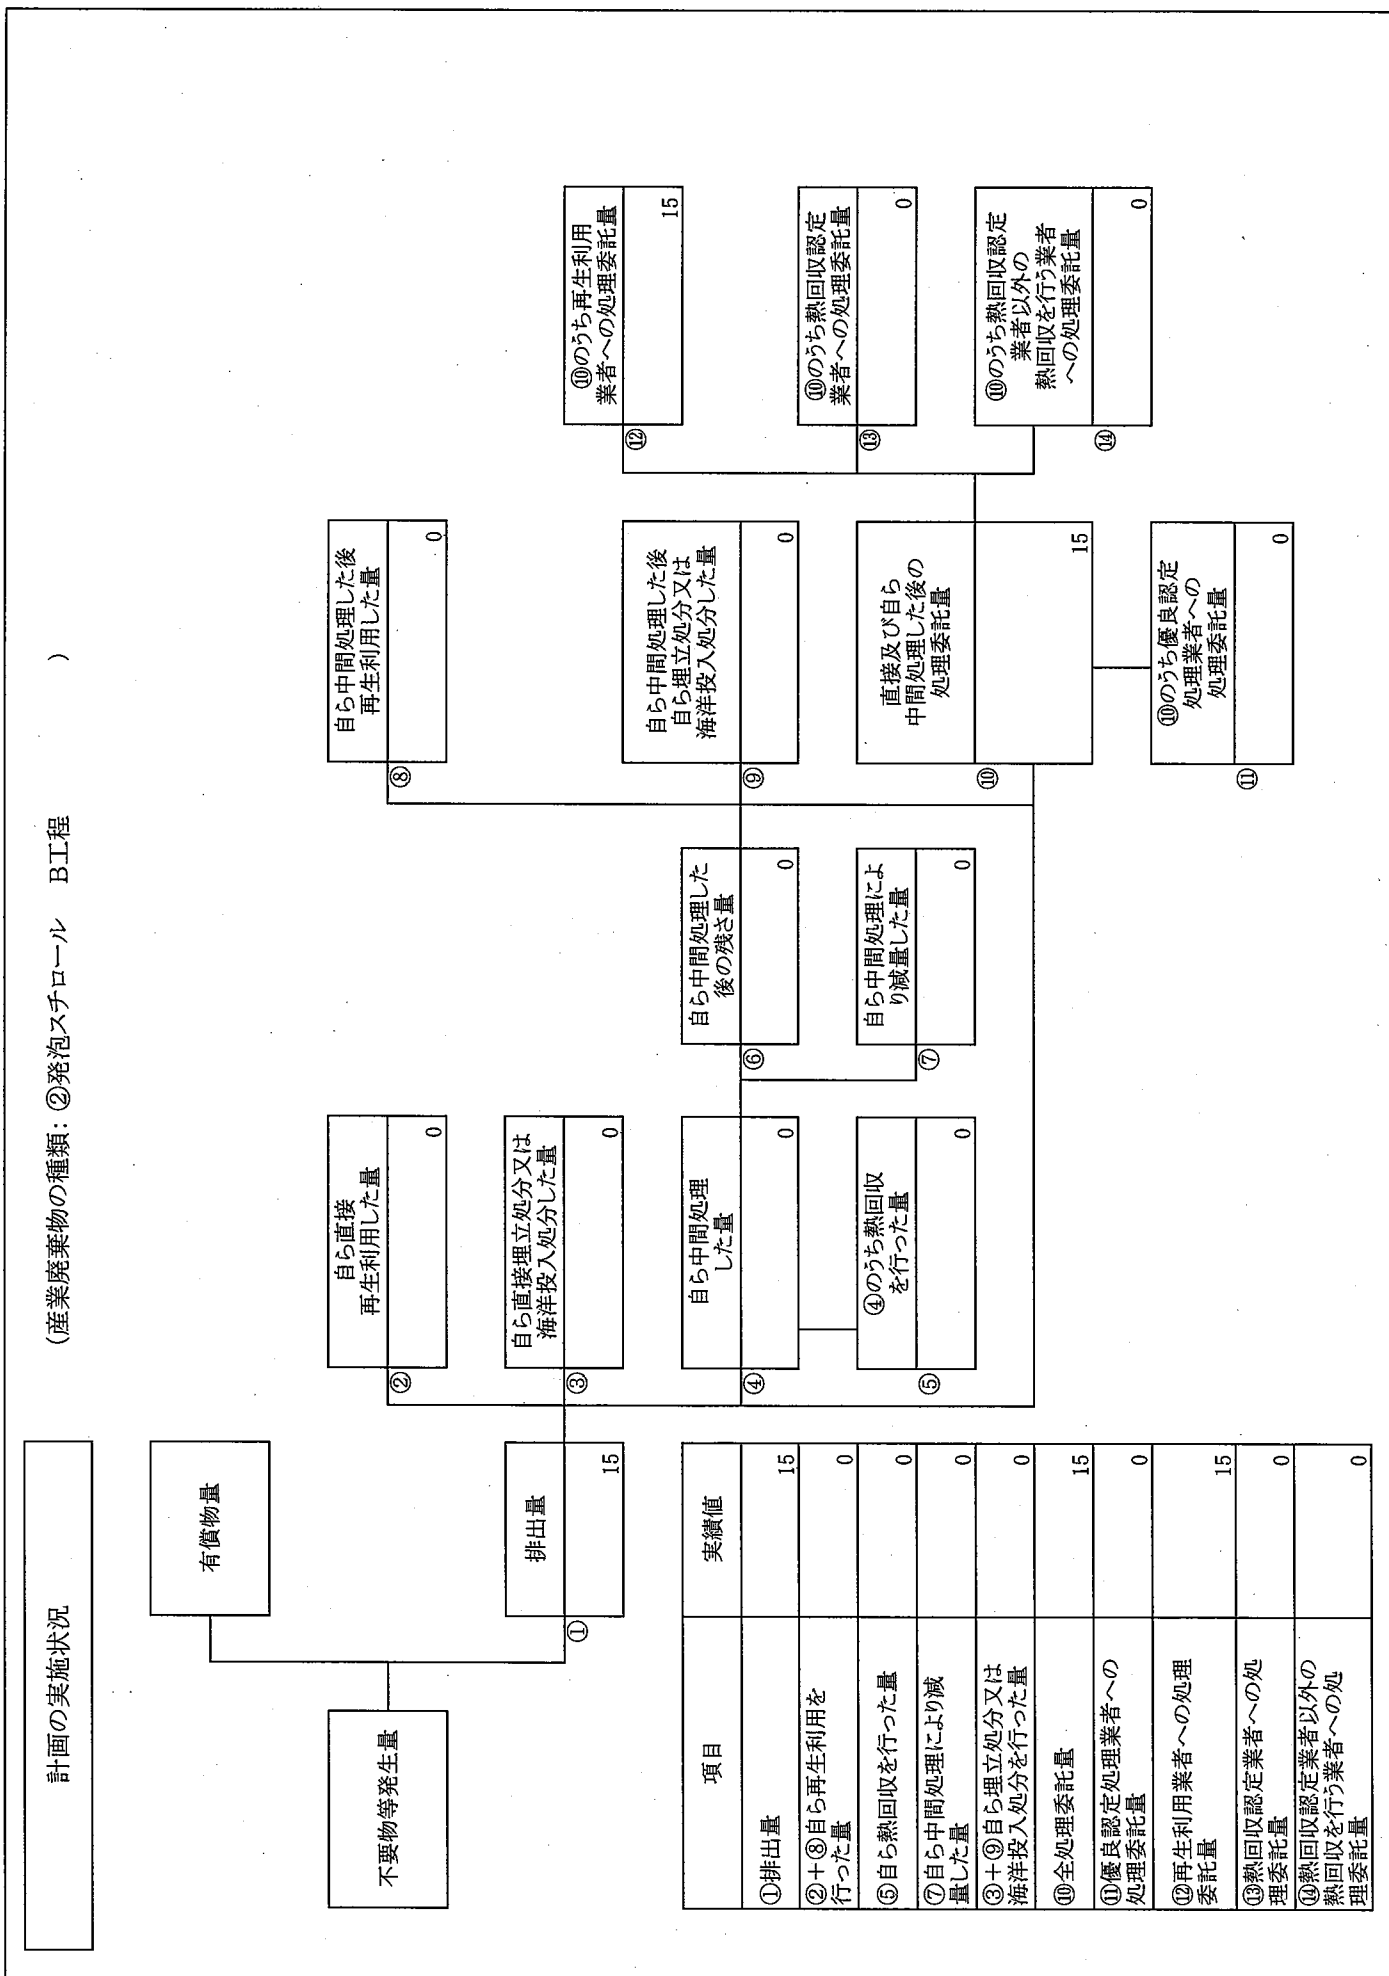 計画の実施状況
（産業廃棄物の種類：②発泡スチロール　B工程　）
不要物等発生量
有償物量
①
排出量
15
②
自ら直接
再生利用した量
0
③
自ら直接埋立処分又は
海洋投入処分した量
0
④
自ら中間処理
した量
0
⑤
④のうち熱回収
を行った量
0
⑥
自ら中間処理した
後の残さ量
0
⑦
自ら中間処理によ
り減量した量
0
⑧
自ら中間処理した後
再生利用した量
0
⑨
自ら中間処理した後
自ら埋立処分又は
海洋投入処分した量
0
⑩
直接及び自ら
中間処理した後の
処理委託量
15
⑪
⑩のうち優良認定
処理業者への
処理委託量
0
⑫
⑩のうち再生利用
業者への処理委託量
15
⑬
⑩のうち熱回収認定
業者への処理委託量
0
⑭
⑩のうち熱回収認定
業者以外の
熱回収を行う業者
への処理委託量
0
項目　実績値
①排出量　15
②＋⑧自ら再生利用を
行った量　0
⑤自ら熱回収を行った量　0
⑦自ら中間処理により減
量した量　0
③＋⑨自ら埋立処分又は
海洋投入処分を行った量　0
⑩全処理委託量　15
⑪優良認定処理業者への
処理委託量　0
⑫再生利用業者への処理
委託量　15
⑬熱回収認定業者への処
理委託量　0
⑭熱回収認定業者以外の
熱回収を行う業者への処
理委託量　0